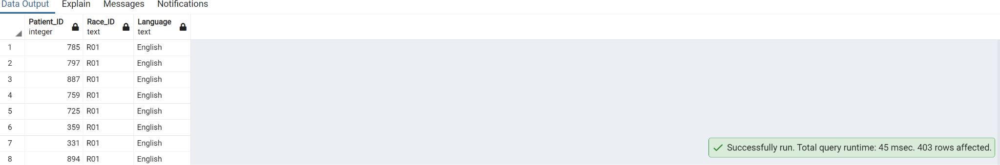 Data Output Explain Messages Notifications
Patient_ID Race_ID Language
integer text text
1 785 R01 English
2 797 R01 English
3 887 R01 English
4 759 R01 English
5 725 R01 English
6 359 R01 English
7 331 R01 English
Successfully run. Total query runtime: 45 msec. 403 rows affected.
8 894 R01 English